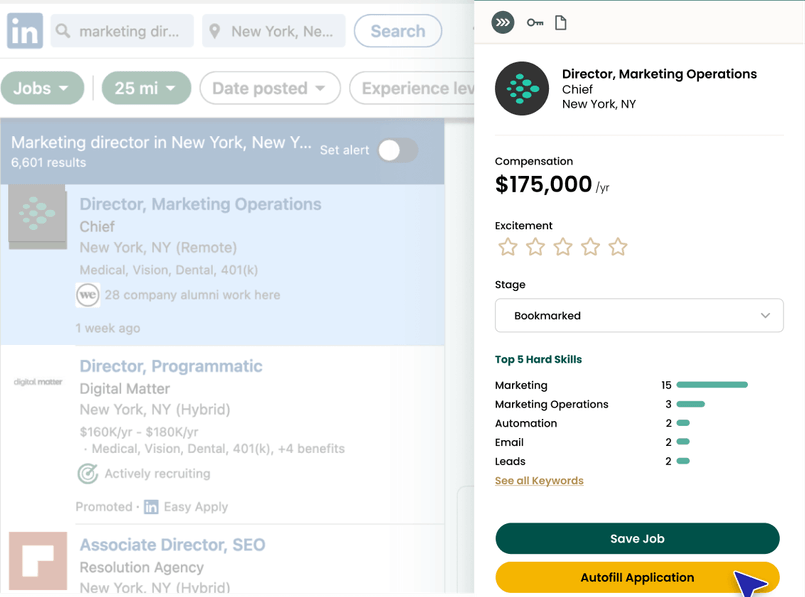 in
marketing dir...
New York, Ne...
Search
Jobs
25 mi
Date posted
Experience lev
Marketing director in New York, New Y...
6,601 results
Set alert
Director, Marketing Operations
Chief
New York, NY (Remote)
Medical, Vision, Dental, 401(k)
we
28 company alumni work here
1 week ago
digital matter
Director, Programmatic
Digital Matter
New York, NY (Hybrid)
$160K/yr - $180K/yr
· Medical, Vision, Dental, 401(k), +4 benefits
Actively recruiting
Promoted · in Easy Apply
Associate Director, SEO
Resolution Agency
New York, NY (Hybrid)
Director, Marketing Operations
Chief
New York, NY
Compensation
$175,000 /yr
Excitement
Stage
Bookmarked
Top 5 Hard Skills
Marketing 15
Marketing Operations 3
Automation 2
Email 2
Leads 2
See all Keywords
Save Job
Autofill Application